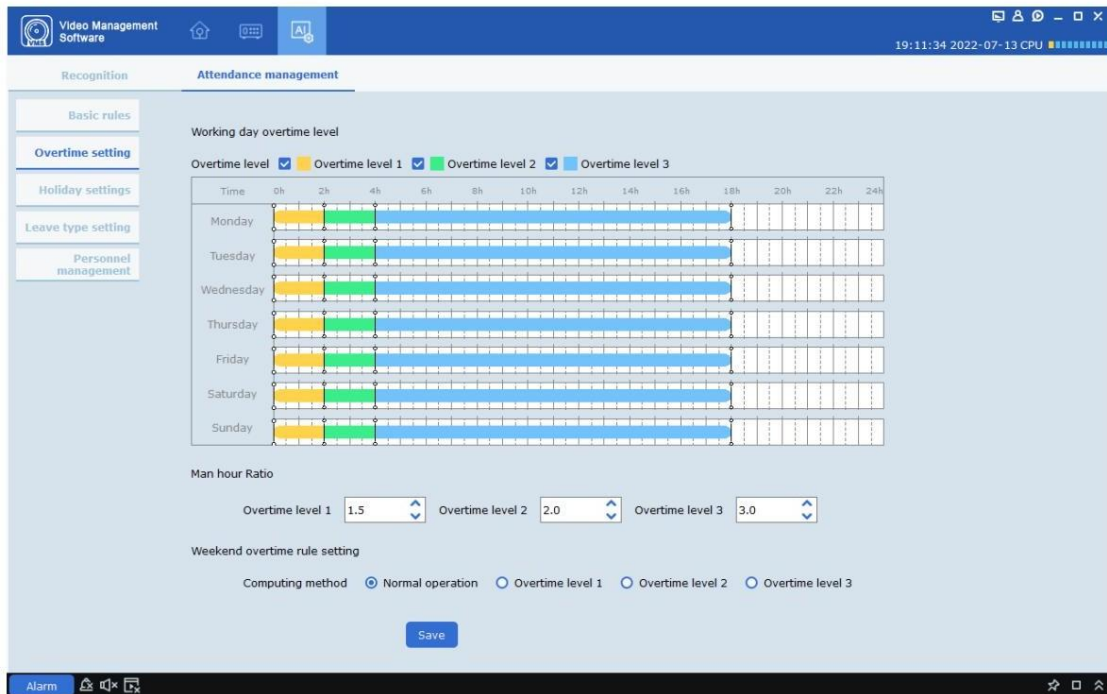 Video Management
Software
VMS
AI
19:11:34 2022-07-13 CPU
Recognition
Attendance management
Basic rules
Overtime setting
Holiday settings
Leave type setting
Personnel
management
Working day overtime level
Overtime level Overtime level 1 Overtime level 2 Overtime level 3
Time 0h 2h 4h 6h 8h 10h 12h 14h 16h 18h 20h 22h 24h
Monday
Tuesday
Wednesday
Thursday
Friday
Saturday
Sunday
Man hour Ratio
Overtime level 1 1.5 Overtime level 2 2.0 Overtime level 3 3.0
Weekend overtime rule setting
Computing method Normal operation Overtime level 1 Overtime level 2 Overtime level 3
Save
Alarm